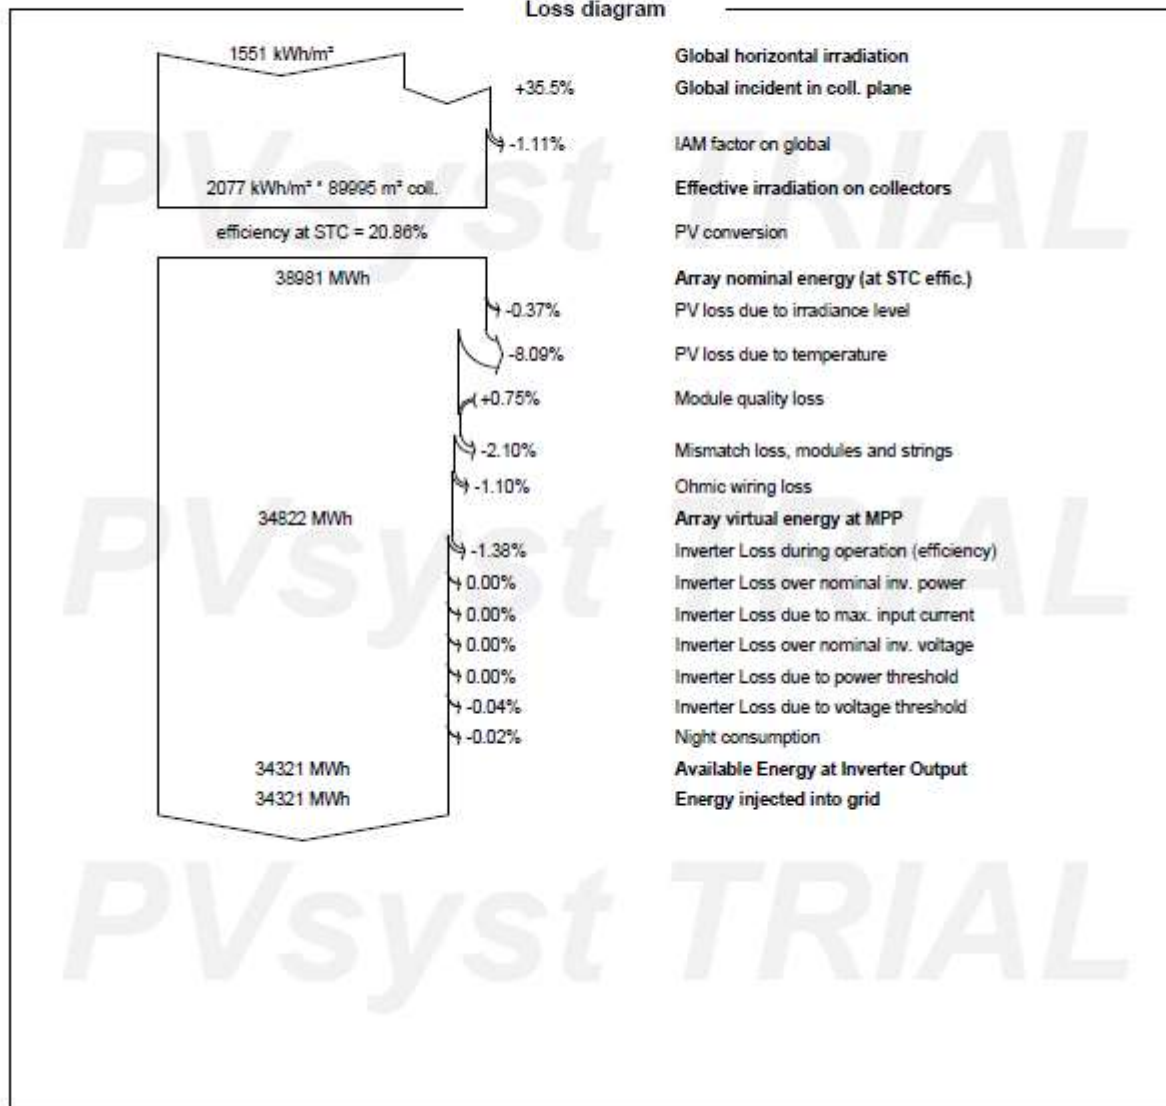 Loss diagram
1551 kWh/m² Global horizontal irradiation
+35.5% Global incident in coll. plane
-1.11% IAM factor on global
2077 kWh/m² * 89995 m² coll. Effective irradiation on collectors
efficiency at STC = 20.86% PV conversion
PVsyst TRIAL
38981 MWh Array nominal energy (at STC effic.)
-0.37% PV loss due to irradiance level
-8.09% PV loss due to temperature
+0.75% Module quality loss
-2.10% Mismatch loss, modules and strings
-1.10% Ohmic wiring loss
34822 MWh Array virtual energy at MPP
-1.38% Inverter Loss during operation (efficiency)
PVsyst TRIAL
0.00% Inverter Loss over nominal inv. power
0.00% Inverter Loss due to max. input current
0.00% Inverter Loss over nominal inv. voltage
0.00% Inverter Loss due to power threshold
-0.04% Inverter Loss due to voltage threshold
-0.02% Night consumption
34321 MWh Available Energy at Inverter Output
34321 MWh Energy injected into grid
PVsyst TRIAL